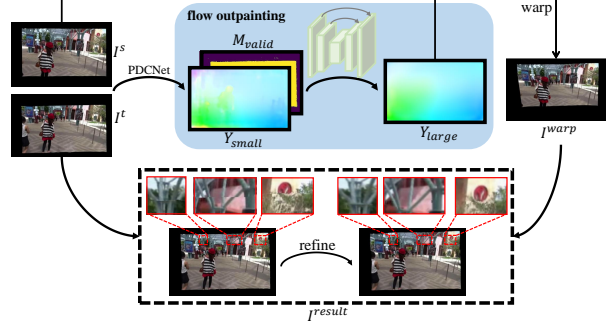 flow outpainting
warp
M_valid
I^s
PDCNet
I^t
Y_small
Y_large
I^warp
refine
I^result